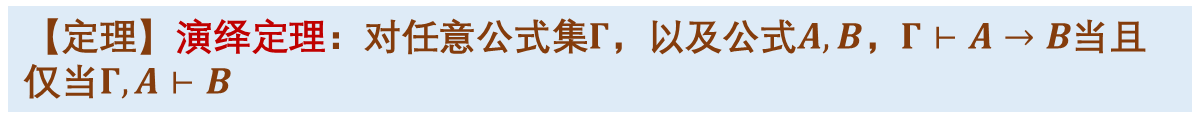 【定理】演绎定理：对任意公式集Γ，以及公式A, B，Γ ⊢ A → B当且
仅当Γ, A ⊢ B